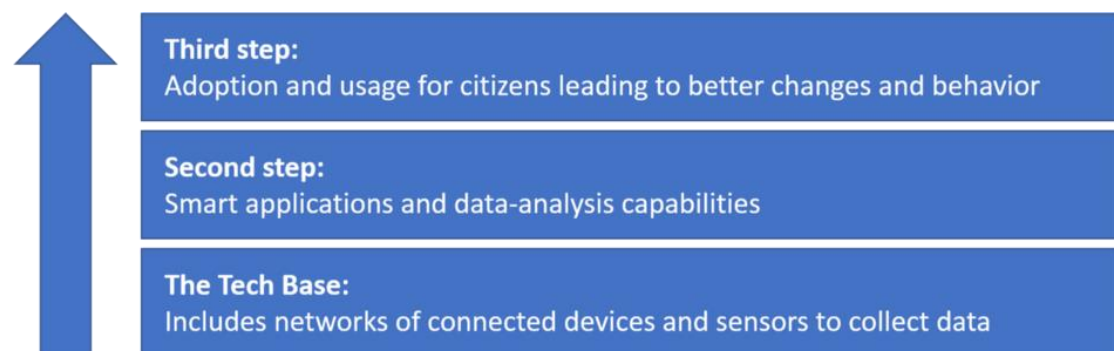 Third step:
Adoption and usage for citizens leading to better changes and behavior
Second step:
Smart applications and data-analysis capabilities
The Tech Base:
Includes networks of connected devices and sensors to collect data